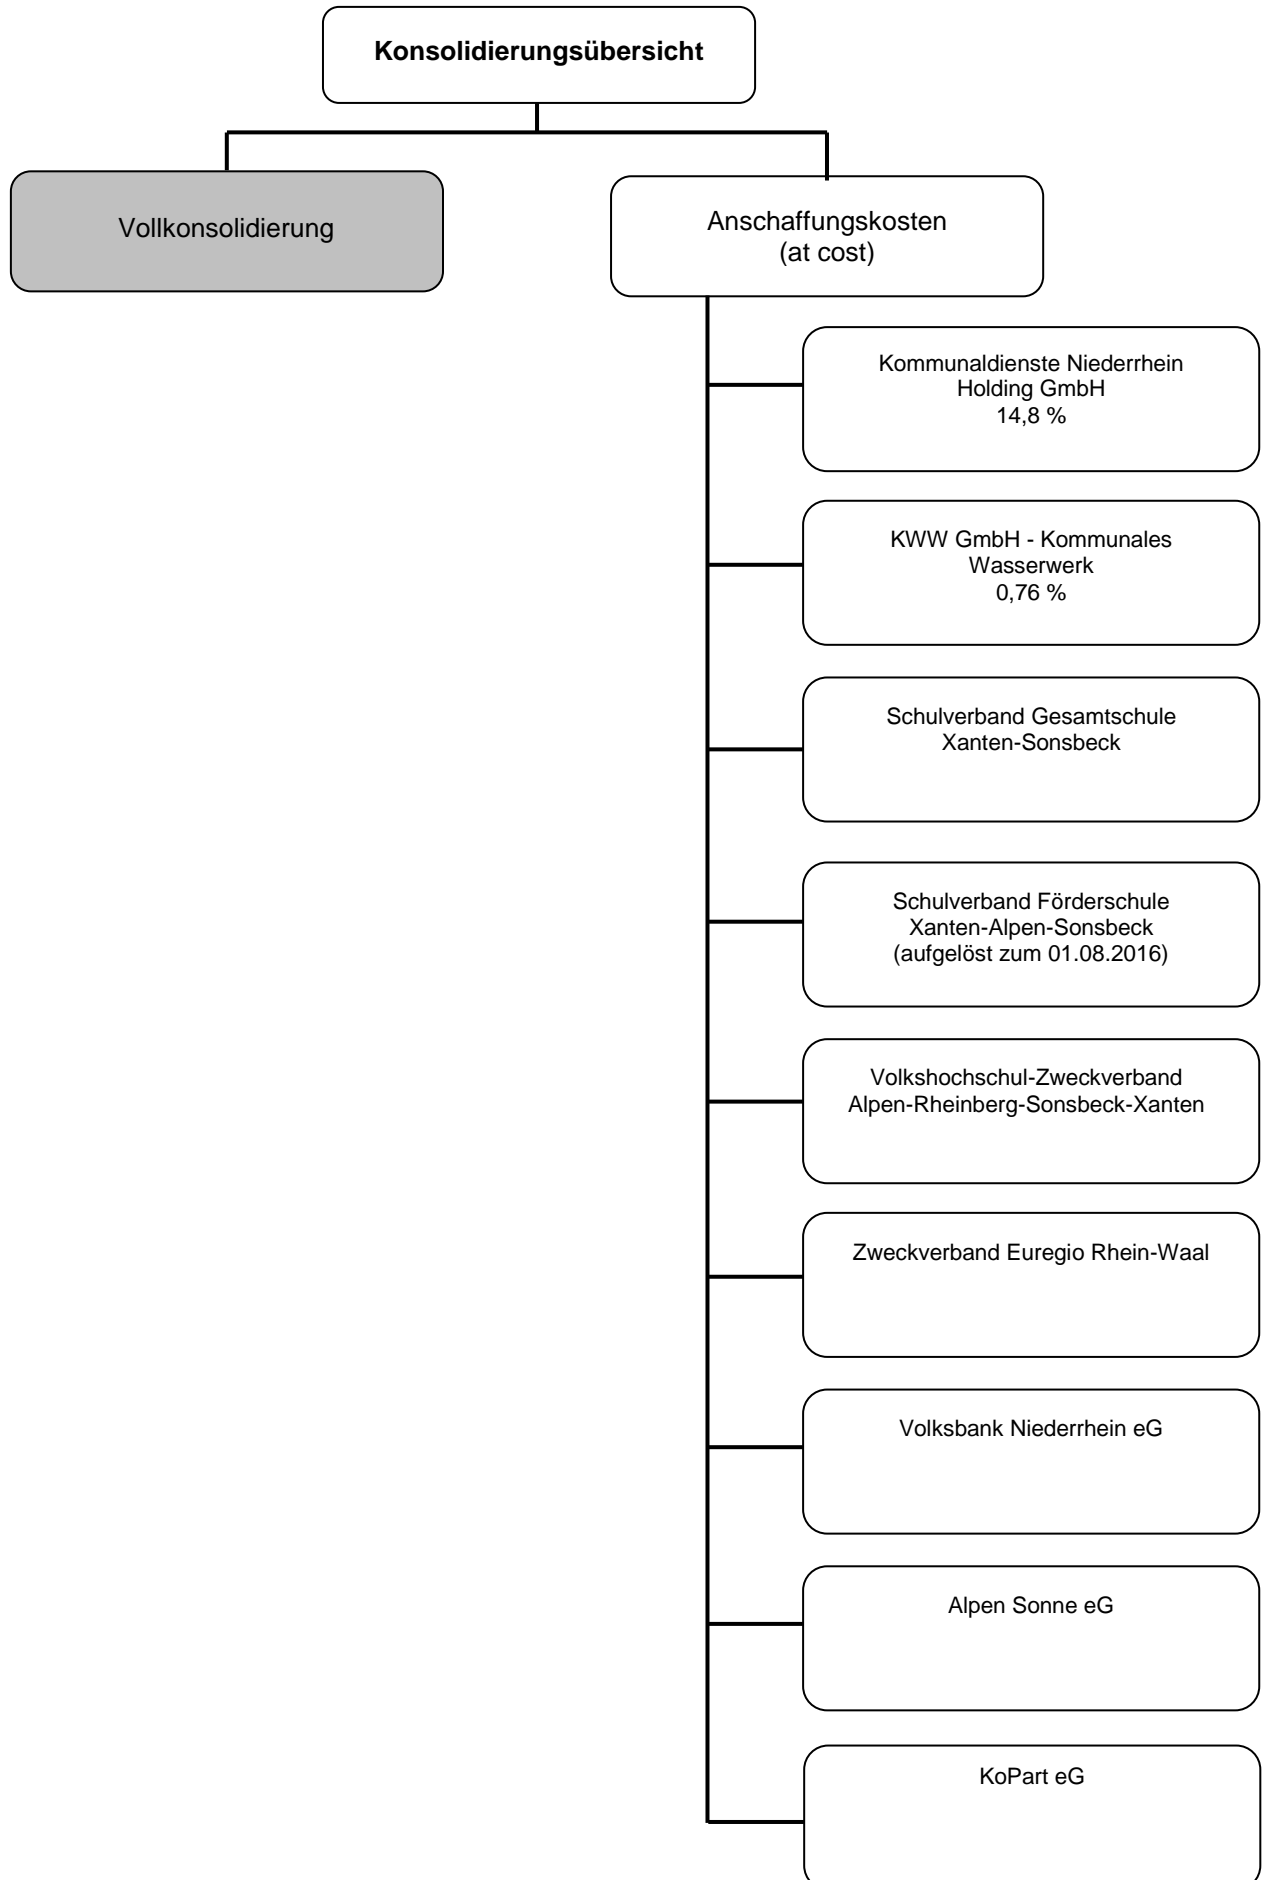 Konsolidierungsübersicht
Vollkonsolidierung
Anschaffungskosten
(at cost)
Kommunaldienste Niederrhein
Holding GmbH
14,8 %
KWW GmbH - Kommunales
Wasserwerk
0,76 %
Schulverband Gesamtschule
Xanten-Sonsbeck
Schulverband Förderschule
Xanten-Alpen-Sonsbeck
(aufgelöst zum 01.08.2016)
Volkshochschul-Zweckverband
Alpen-Rheinberg-Sonsbeck-Xanten
Zweckverband Euregio Rhein-Waal
Volksbank Niederrhein eG
Alpen Sonne eG
KoPart eG